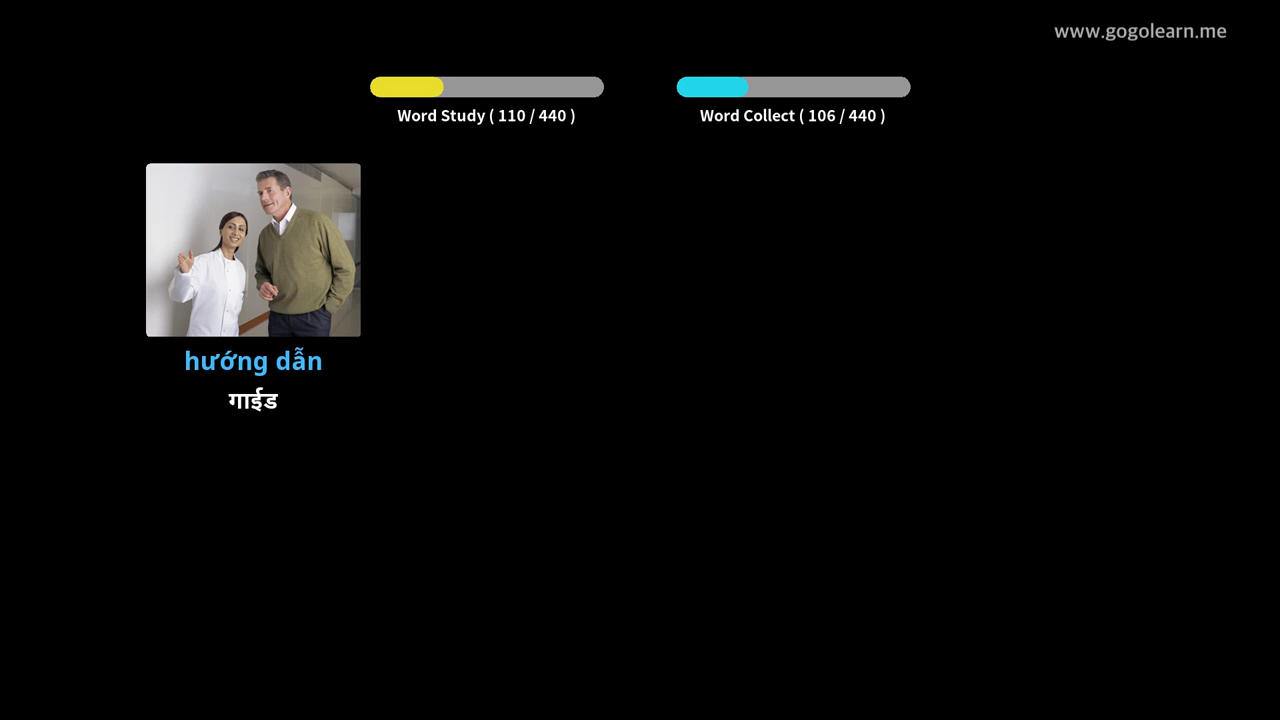 www.gogolearn.me
Word Study ( 110 / 440 )
Word Collect ( 106 / 440 )
hướng dẫn
गाईड